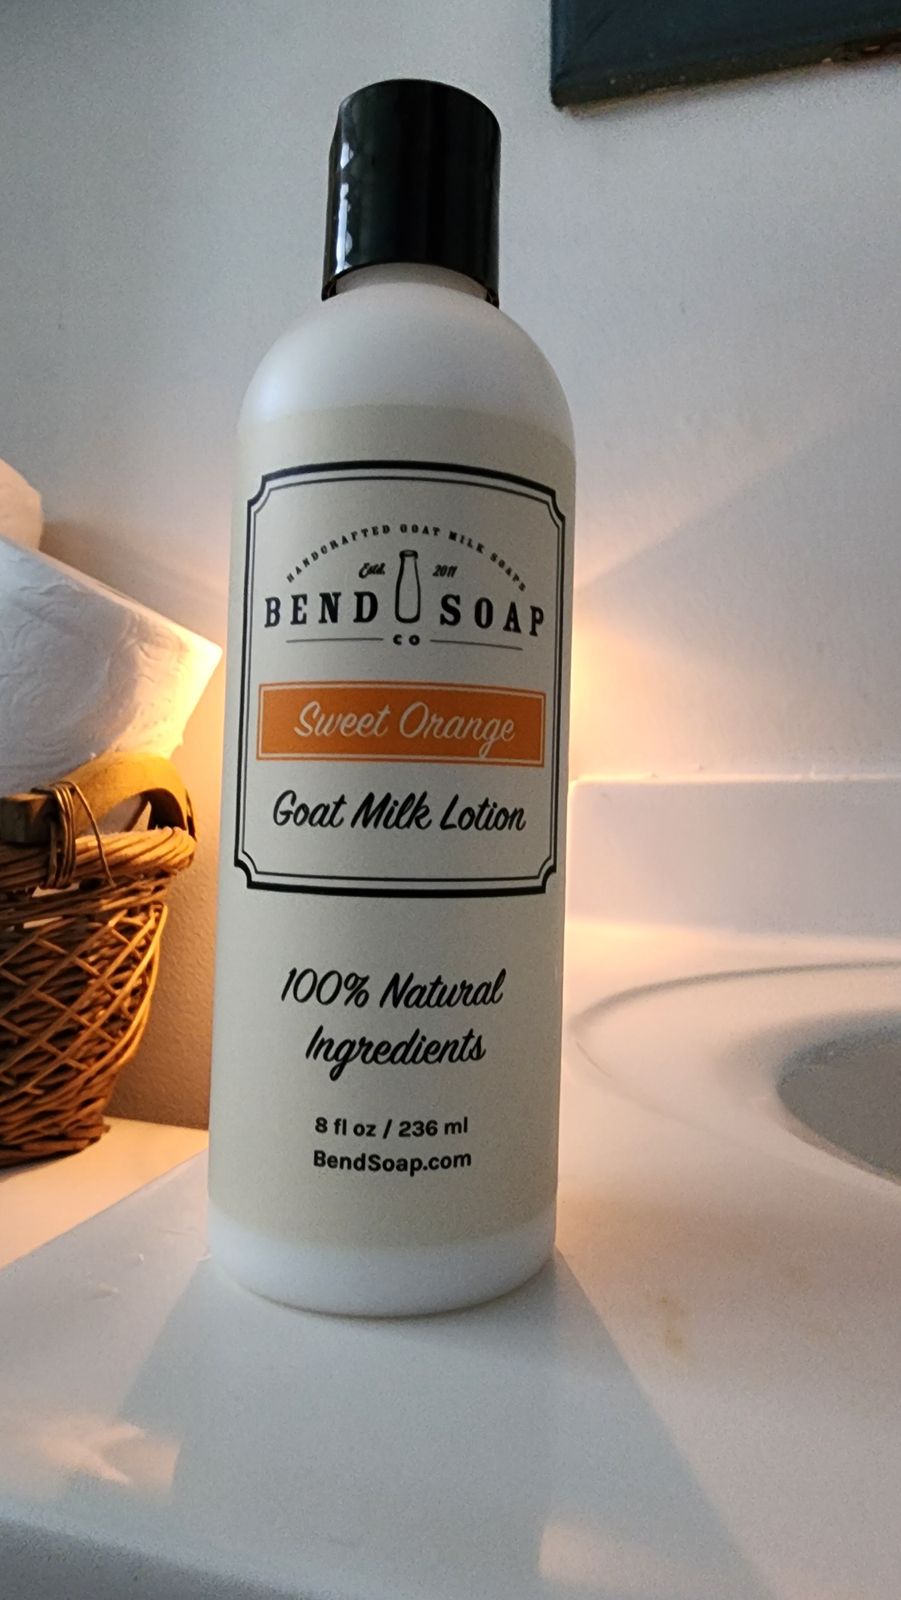 HANDCRAFTED GOAT MILK SOAPS
Estd. 2011
BEND SOAP
CO
Sweet Orange
Goat Milk Lotion
100% Natural
Ingredients
8 fl oz / 236 ml
BendSoap.com